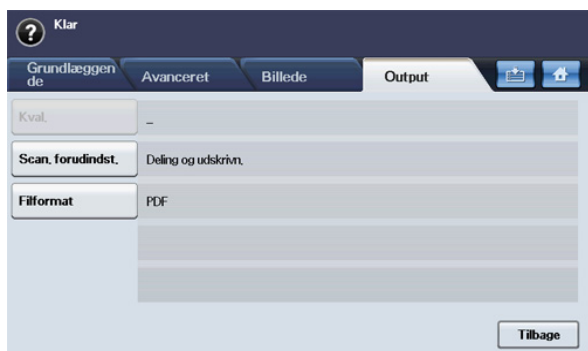 Klar
Grundlæggen
de
Avanceret
Billede
Output
Kval.
–
Scan. forudindst.
Deling og udskrivn.
Filformat
PDF
Tilbage